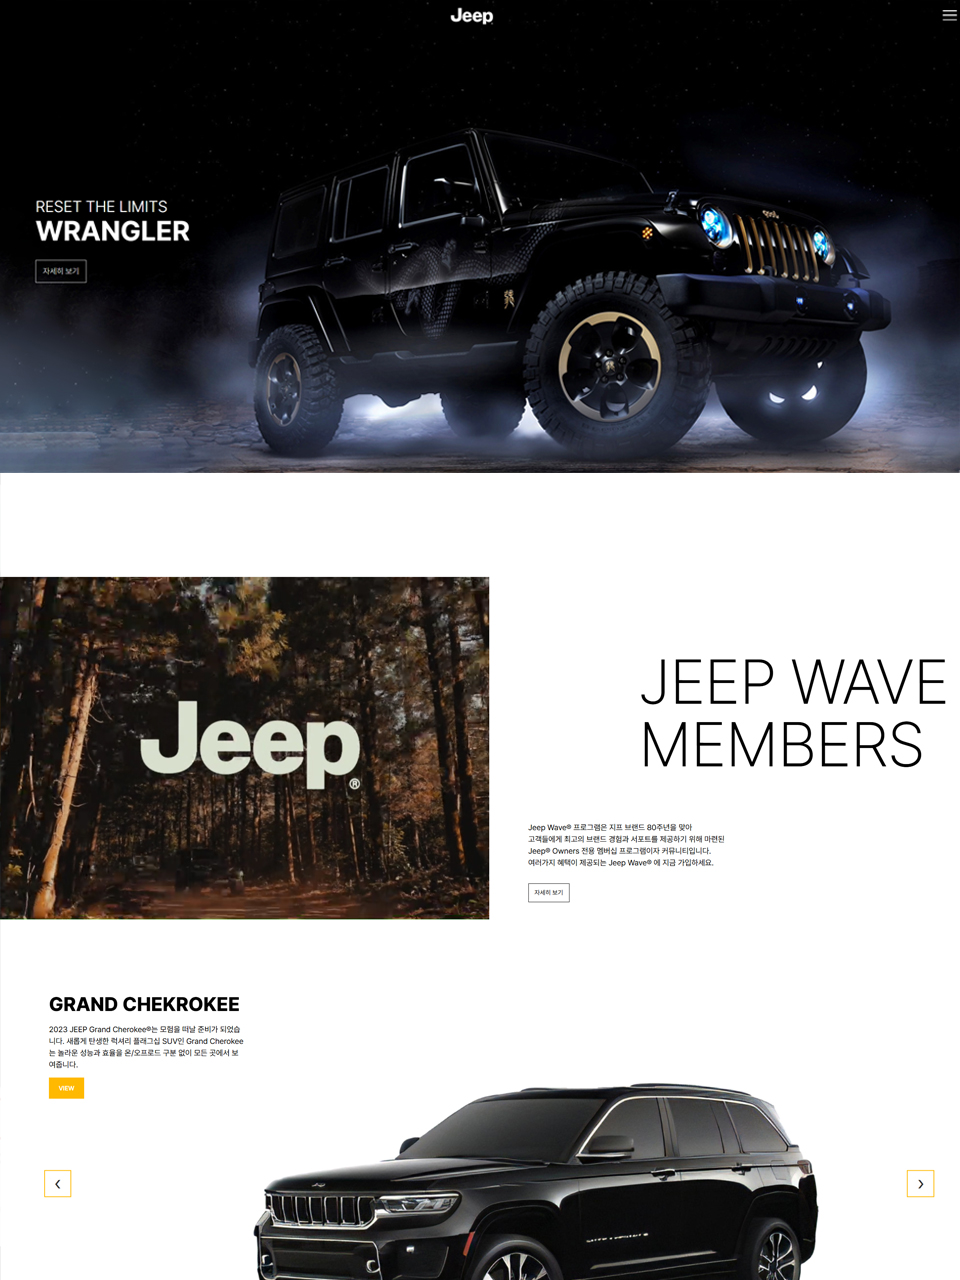 Jeep
RESET THE LIMITS
WRANGLER
자세히 보기
Jeep®
JEEP WAVE
MEMBERS
Jeep Wave® 프로그램은 지프 브랜드 80주년을 맞아
고객들에게 최고의 브랜드 경험과 서포트를 제공하기 위해 마련된
Jeep® Owners 전용 멤버십 프로그램이자 커뮤니티입니다.
여러가지 혜택이 제공되는 Jeep Wave® 에 지금 가입하세요.
자세히 보기
GRAND CHEKROKEE
2023 JEEP Grand Cherokee®는 모험을 떠날 준비가 되었습
니다. 새롭게 탄생한 럭셔리 플래그십 SUV인 Grand Cherokee
는 놀라운 성능과 효율을 온/오프로드 구분 없이 모든 곳에서 보
여줍니다.
VIEW